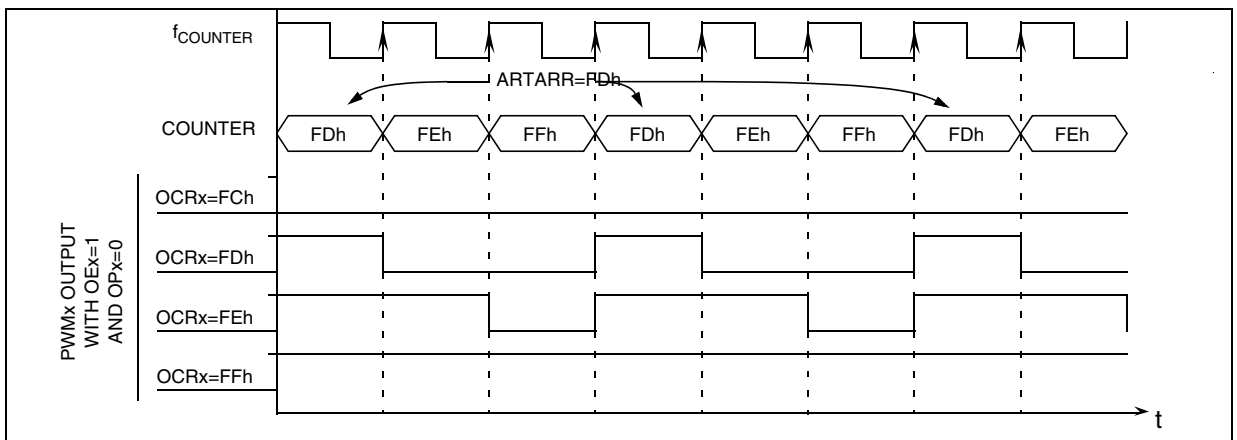 fCOUNTER
ARTARR=FDh
COUNTER
FDh FEh FFh FDh FEh FFh FDh FEh
PWMx OUTPUT
WITH OEx=1
AND OPx=0
OCRx=FCh
OCRx=FDh
OCRx=FEh
OCRx=FFh
t